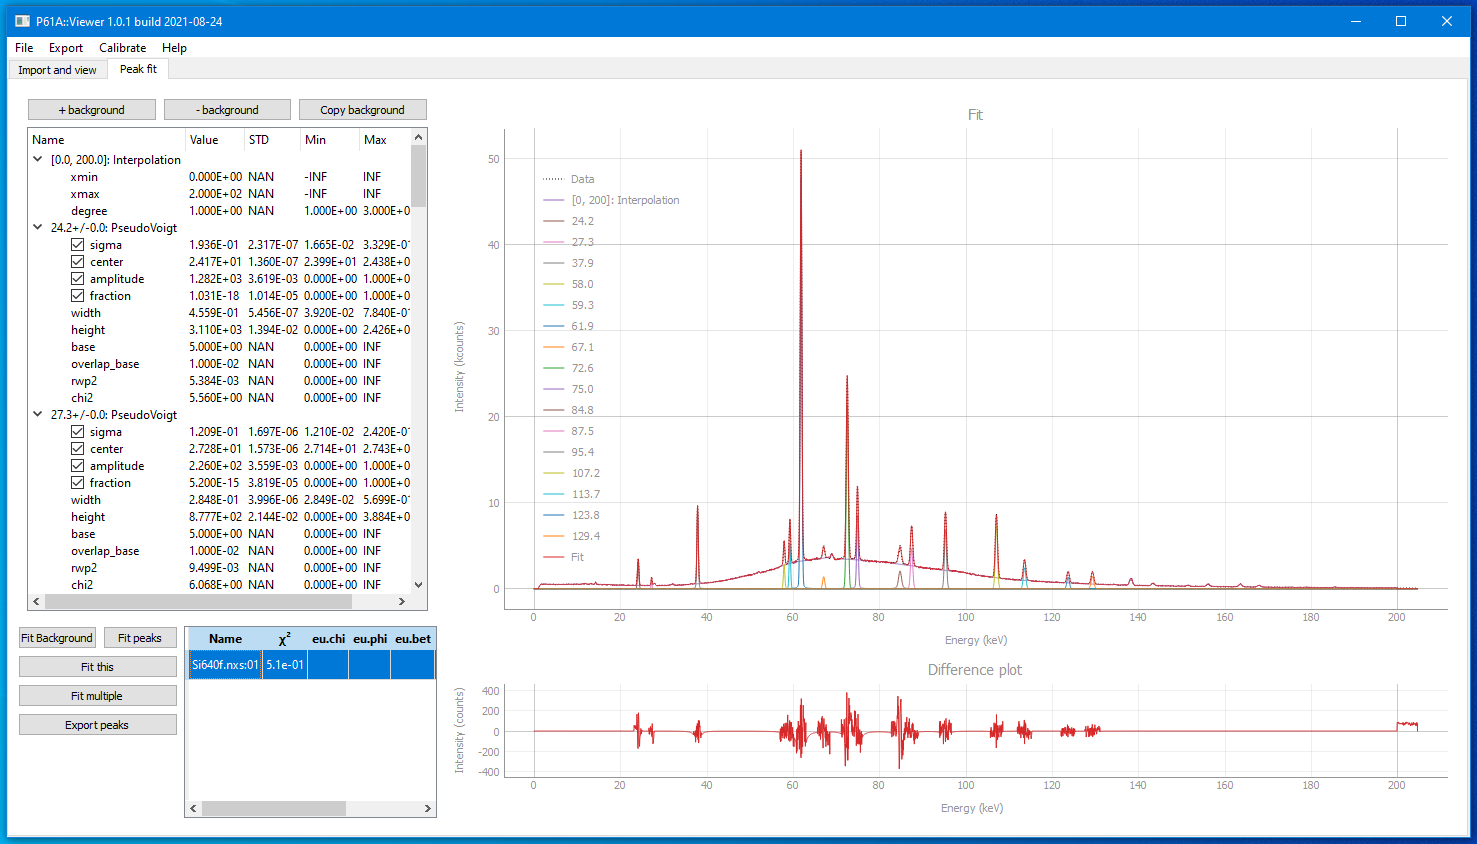 P61A::Viewer 1.0.1 build 2021-08-24
File Export Calibrate Help
Import and view Peak fit
+ background - background Copy background
Name Value STD Min Max
[0.0, 200.0]: Interpolation
xmin 0.000E+00 NAN -INF INF
xmax 2.000E+02 NAN -INF INF
degree 1.000E+00 NAN 1.000E+00 3.000E+0
24.2+/-0.0: PseudoVoigt
sigma 1.936E-01 2.317E-07 1.665E-02 3.329E-01
center 2.417E+01 1.360E-07 2.399E+01 2.438E+0
amplitude 1.282E+03 3.619E-03 0.000E+00 1.000E+0
fraction 1.031E-18 1.014E-05 0.000E+00 1.000E+0
width 4.559E-01 5.456E-07 3.920E-02 7.840E-01
height 3.110E+03 1.394E-02 0.000E+00 2.426E+0
base 5.000E+00 NAN 0.000E+00 INF
overlap_base 1.000E-02 NAN 0.000E+00 INF
rwp2 5.384E-03 NAN 0.000E+00 INF
chi2 5.560E+00 NAN 0.000E+00 INF
27.3+/-0.0: PseudoVoigt
sigma 1.209E-01 1.697E-06 1.210E-02 2.420E-01
center 2.728E+01 1.573E-06 2.714E+01 2.743E+0
amplitude 2.260E+02 3.559E-03 0.000E+00 1.000E+0
fraction 5.200E-15 3.819E-05 0.000E+00 1.000E+0
width 2.848E-01 3.996E-06 2.849E-02 5.699E-01
height 8.777E+02 2.144E-02 0.000E+00 3.884E+0
base 5.000E+00 NAN 0.000E+00 INF
overlap_base 1.000E-02 NAN 0.000E+00 INF
rwp2 9.499E-03 NAN 0.000E+00 INF
chi2 6.068E+00 NAN 0.000E+00 INF
Fit Background Fit peaks
Fit this
Fit multiple
Export peaks
Name χ² eu.chi eu.phi eu.bet
Si640f.nxs:01 5.1e-01
Fit
Intensity (kcounts)
50
40
30
20
10
0
Data
[0, 200]: Interpolation
24.2
27.3
37.9
58.0
59.3
61.9
67.1
72.6
75.0
84.8
87.5
95.4
107.2
113.7
123.8
129.4
Fit
0 20 40 60 80 100 120 140 160 180 200
Energy (keV)
Difference plot
Intensity (counts)
400
200
0
-200
-400
0 20 40 60 80 100 120 140 160 180 200
Energy (keV)